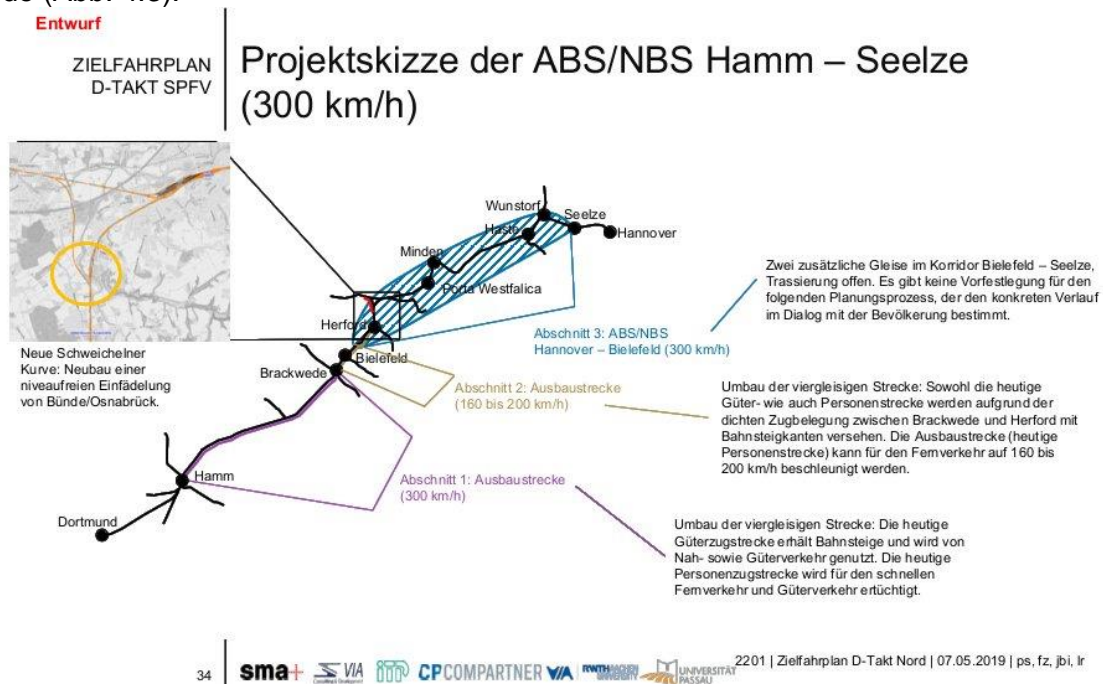 Entwurf
ZIELFAHRPLAN
D-TAKT SPFV
Projektskizze der ABS/NBS Hamm – Seelze
(300 km/h)
Wunstorf
Seelze
Haste
Hannover
Minden
Porta Westfalica
Herford
Bielefeld
Brackwede
Hamm
Dortmund
Neue Schweichelner
Kurve: Neubau einer
niveaufreien Einfädelung
von Bünde/Osnabrück.
Abschnitt 3: ABS/NBS
Hannover – Bielefeld (300 km/h)
Zwei zusätzliche Gleise im Korridor Bielefeld – Seelze,
Trassierung offen. Es gibt keine Vorfestlegung für den
folgenden Planungsprozess, der den konkreten Verlauf
im Dialog mit der Bevölkerung bestimmt.
Abschnitt 2: Ausbaustrecke
(160 bis 200 km/h)
Umbau der viergleisigen Strecke: Sowohl die heutige
Güter- wie auch Personenstrecke werden aufgrund der
dichten Zugbelegung zwischen Brackwede und Herford mit
Bahnsteigkanten versehen. Die Ausbaustrecke (heutige
Personenstrecke) kann für den Fernverkehr auf 160 bis
200 km/h beschleunigt werden.
Abschnitt 1: Ausbaustrecke
(300 km/h)
Umbau der viergleisigen Strecke: Die heutige
Güterzugstrecke erhält Bahnsteige und wird von
Nah- sowie Güterverkehr genutzt. Die heutige
Personenzugstrecke wird für den schnellen
Fernverkehr und Güterverkehr ertüchtigt.
34
sma+
VIA
iTP
CPCOMPARTNER
VIA
RWTH AACHEN
UNIVERSITY
UNIVERSITÄT
PASSAU
2201 | Zielfahrplan D-Takt Nord | 07.05.2019 | ps, fz, jbi, lr